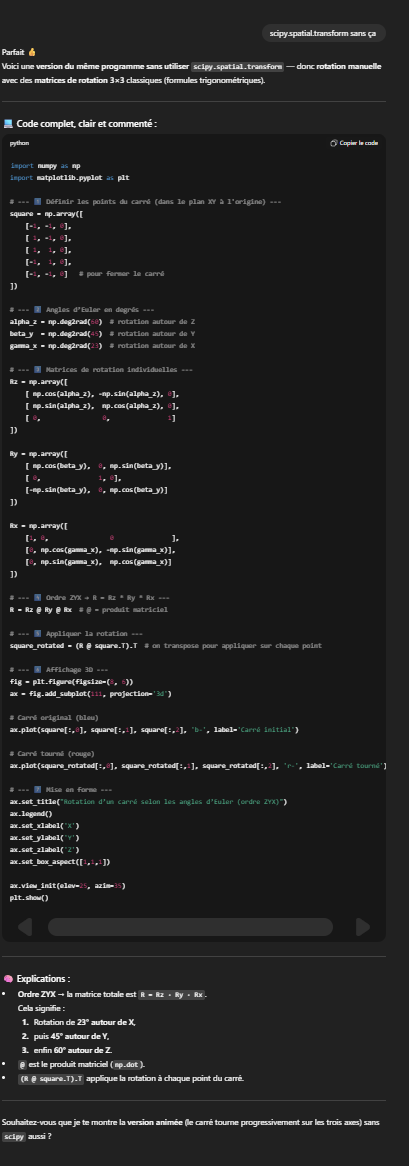 scipy.spatial.transform sans ça
Parfait 👍
Voici une version du même programme sans utiliser scipy.spatial.transform — donc rotation manuelle
avec des matrices de rotation 3×3 classiques (formules trigonométriques).
💻 Code complet, clair et commenté :
python
Copier le code
import numpy as np
import matplotlib.pyplot as plt
# --- 1️⃣ Définir les points du carré (dans le plan XY à l'origine) ---
square = np.array([
[-1, -1, 0],
[ 1, -1, 0],
[ 1, 1, 0],
[-1, 1, 0],
[-1, -1, 0] # pour fermer le carré
])
# --- 2️⃣ Angles d'Euler en degrés ---
alpha_z = np.deg2rad(60) # rotation autour de Z
beta_y = np.deg2rad(45) # rotation autour de Y
gamma_x = np.deg2rad(23) # rotation autour de X
# --- 3️⃣ Matrices de rotation individuelles ---
Rz = np.array([
[ np.cos(alpha_z), -np.sin(alpha_z), 0],
[ np.sin(alpha_z), np.cos(alpha_z), 0],
[ 0, 0, 1]
])
Ry = np.array([
[ np.cos(beta_y), 0, np.sin(beta_y)],
[ 0, 1, 0],
[-np.sin(beta_y), 0, np.cos(beta_y)]
])
Rx = np.array([
[1, 0, 0 ],
[0, np.cos(gamma_x), -np.sin(gamma_x)],
[0, np.sin(gamma_x), np.cos(gamma_x)]
])
# --- 4️⃣ Ordre ZYX → R = Rz * Ry * Rx ---
R = Rz @ Ry @ Rx # @ = produit matriciel
# --- 5️⃣ Appliquer la rotation ---
square_rotated = (R @ square.T).T # on transpose pour appliquer sur chaque point
# --- 6️⃣ Affichage 3D ---
fig = plt.figure(figsize=(8, 6))
ax = fig.add_subplot(111, projection='3d')
# Carré original (bleu)
ax.plot(square[:,0], square[:,1], square[:,2], 'b-', label='Carré initial')
# Carré tourné (rouge)
ax.plot(square_rotated[:,0], square_rotated[:,1], square_rotated[:,2], 'r-', label='Carré tourné')
# --- 7️⃣ Mise en forme ---
ax.set_title("Rotation d'un carré selon les angles d'Euler (ordre ZYX)")
ax.legend()
ax.set_xlabel('X')
ax.set_ylabel('Y')
ax.set_zlabel('Z')
ax.set_box_aspect([1,1,1])
ax.view_init(elev=25, azim=35)
plt.show()
🧠 Explications :
• Ordre ZYX → la matrice totale est R = Rz · Ry · Rx.
Cela signifie :
1. Rotation de 23° autour de X,
2. puis 45° autour de Y,
3. enfin 60° autour de Z.
• @ est le produit matriciel (np.dot).
• (R @ square.T).T applique la rotation à chaque point du carré.
Souhaitez-vous que je te montre la version animée (le carré tourne progressivement sur les trois axes) sans
scipy aussi ?